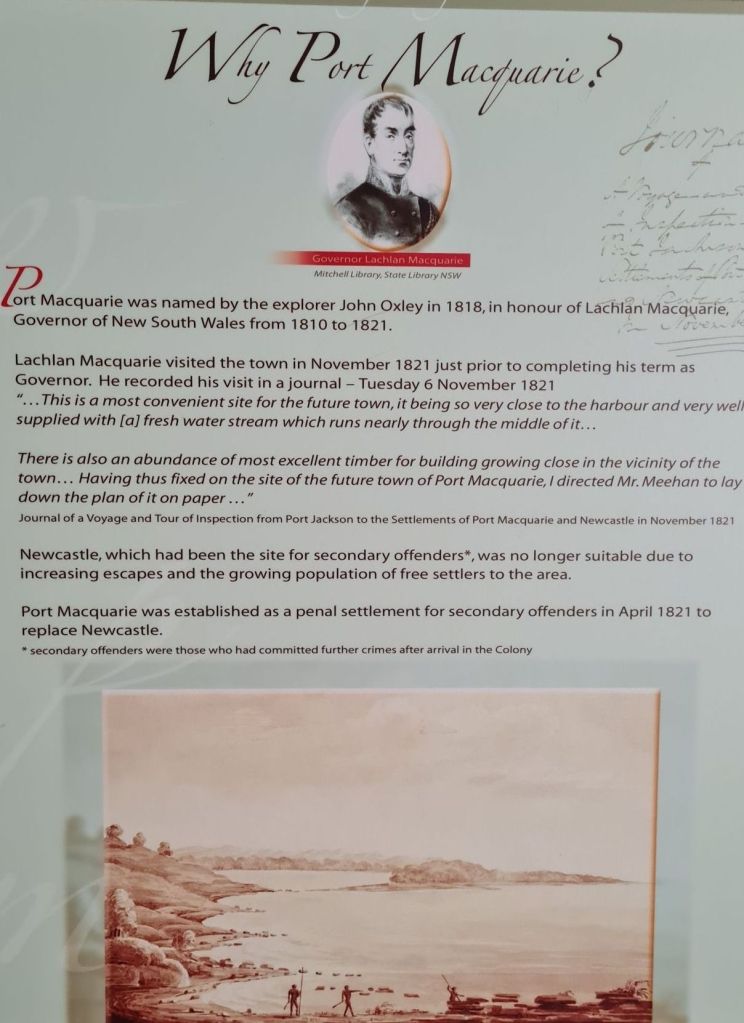 Why Port Macquarie?
Journa
of
A Voyage and
Governor Lachlan Macquarie
Mitchell Library, State Library NSW
Port Macquarie was named by the explorer John Oxley in 1818, in honour of Lachlan Macquarie,
Governor of New South Wales from 1810 to 1821.
Lachlan Macquarie visited the town in November 1821 just prior to completing his term as
Governor. He recorded his visit in a journal – Tuesday 6 November 1821
“…This is a most convenient site for the future town, it being so very close to the harbour and very well
supplied with [a] fresh water stream which runs nearly through the middle of it…
There is also an abundance of most excellent timber for building growing close in the vicinity of the
town… Having thus fixed on the site of the future town of Port Macquarie, I directed Mr. Meehan to lay
down the plan of it on paper …”
Journal of a Voyage and Tour of Inspection from Port Jackson to the Settlements of Port Macquarie and Newcastle in November 1821
Newcastle, which had been the site for secondary offenders*, was no longer suitable due to
increasing escapes and the growing population of free settlers to the area.
Port Macquarie was established as a penal settlement for secondary offenders in April 1821 to
replace Newcastle.
* secondary offenders were those who had committed further crimes after arrival in the Colony